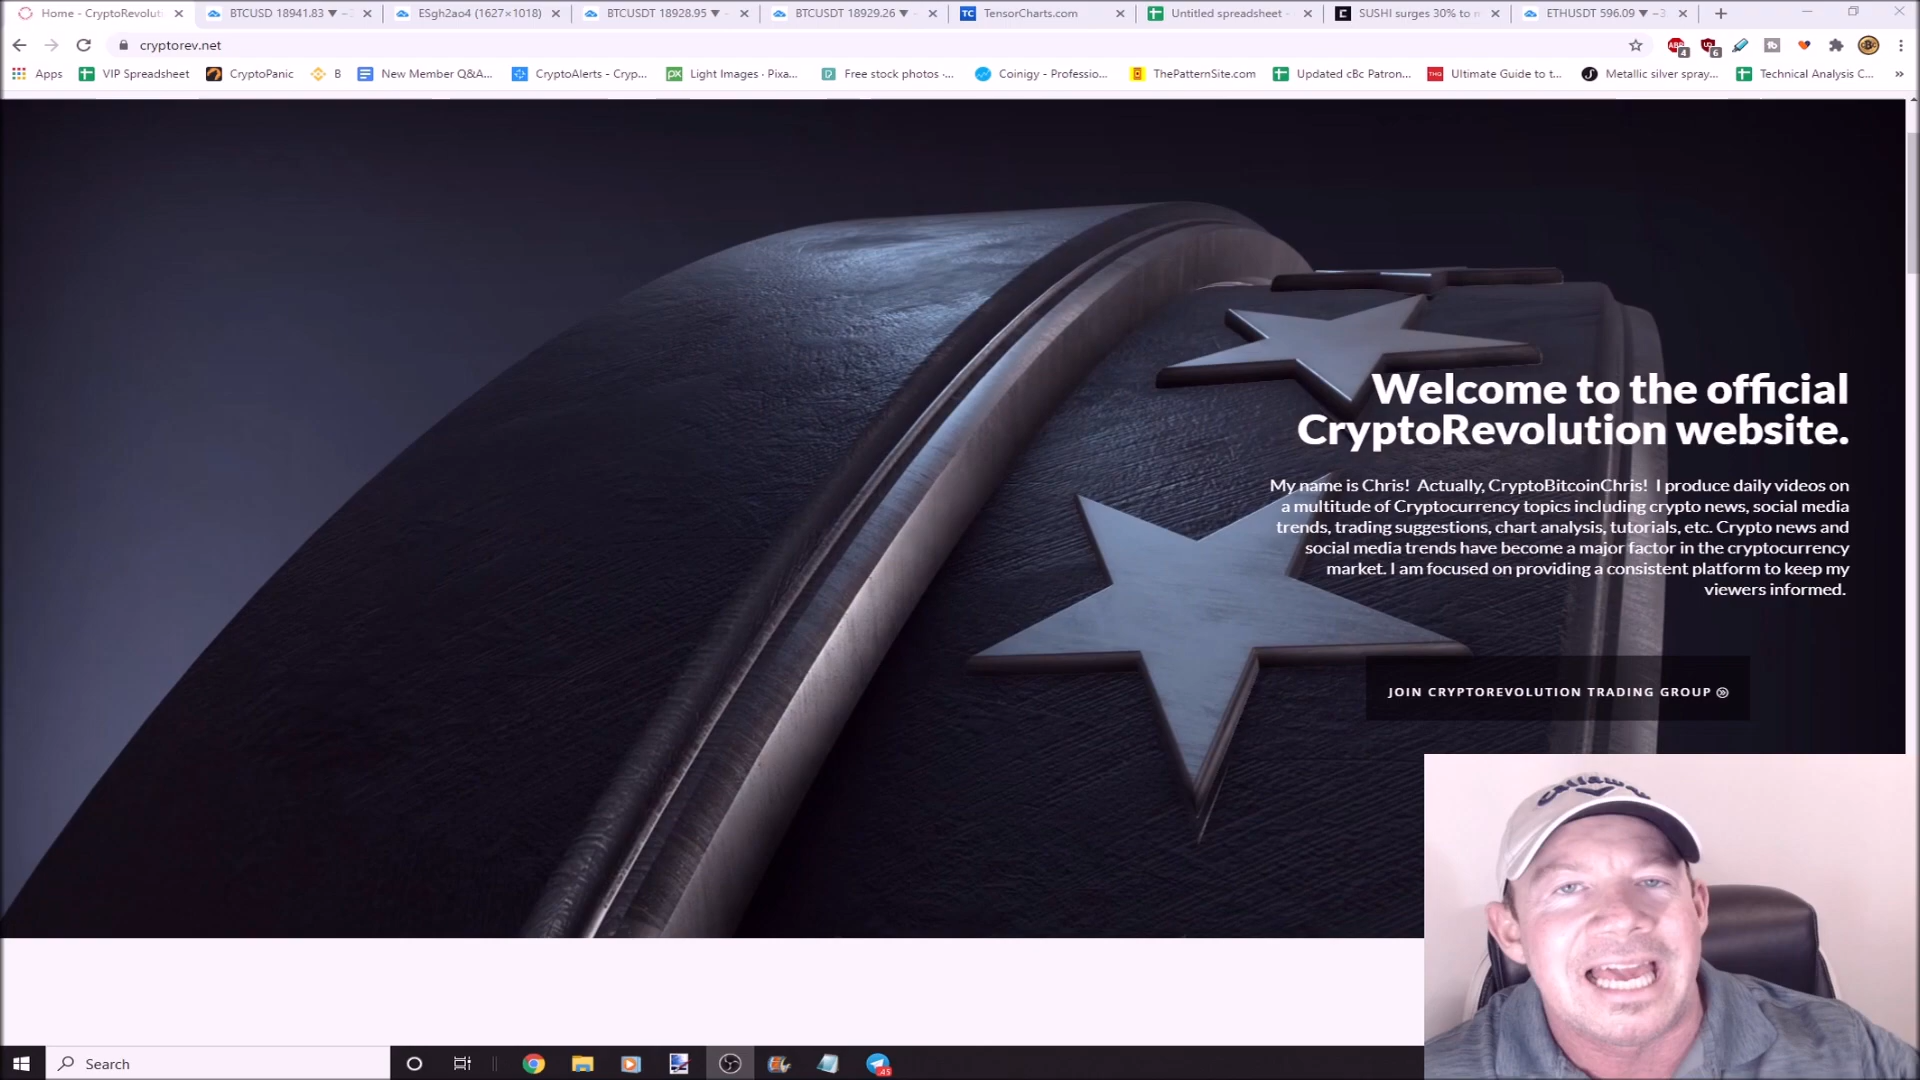 Home - CryptoRevolut
BTCUSD 18941.83 ▼
ESgh2ao4 (1627×1018)
BTCUSDT 18928.95 ▼
BTCUSDT 18929.26 ▼
TensorCharts.com
Untitled spreadsheet -
SUSHI surges 30% to
ETHUSDT 596.09 ▼
cryptorev.net
4
6
Apps
VIP Spreadsheet
CryptoPanic
B
New Member Q&A...
CryptoAlerts - Cryp...
Light Images · Pixa...
Free stock photos ·...
Coinigy - Professio...
ThePatternSite.com
Updated cBc Patron...
Ultimate Guide to t...
Metallic silver spray...
Technical Analysis C...
Welcome to the official
CryptoRevolution website.
My name is Chris! Actually, CryptoBitcoinChris! I produce daily videos on
a multitude of Cryptocurrency topics including crypto news, social media
trends, trading suggestions, chart analysis, tutorials, etc. Crypto news and
social media trends have become a major factor in the cryptocurrency
market. I am focused on providing a consistent platform to keep my
viewers informed.
JOIN CRYPTOREVOLUTION TRADING GROUP
Callaway
Search
45